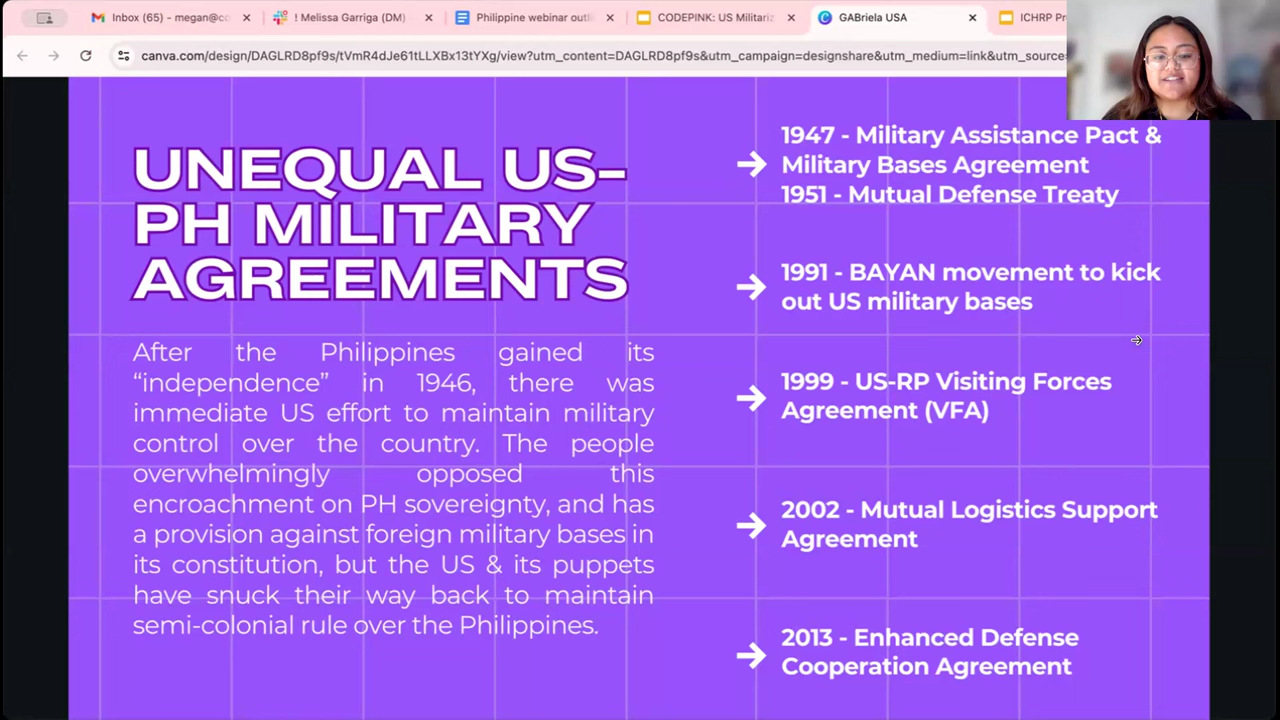 Inbox (65) - megan@co
! Melissa Garriga (DM)
Philippine webinar outli
CODEPINK: US Militariz
GABriela USA
ICHRP Pr
canva.com/design/DAGLRD8pf9s/tVmR4dJe61tLLXBx13tYXg/view?utm_content=DAGLRD8pf9s&utm_campaign=designshare&utm_medium=link&utm_source=
UNEQUAL US-
PH MILITARY
AGREEMENTS
After the Philippines gained its
“independence” in 1946, there was
immediate US effort to maintain military
control over the country. The people
overwhelmingly opposed this
encroachment on PH sovereignty, and has
a provision against foreign military bases in
its constitution, but the US & its puppets
have snuck their way back to maintain
semi-colonial rule over the Philippines.
1947 - Military Assistance Pact &
Military Bases Agreement
1951 - Mutual Defense Treaty
1991 - BAYAN movement to kick
out US military bases
1999 - US-RP Visiting Forces
Agreement (VFA)
2002 - Mutual Logistics Support
Agreement
2013 - Enhanced Defense
Cooperation Agreement